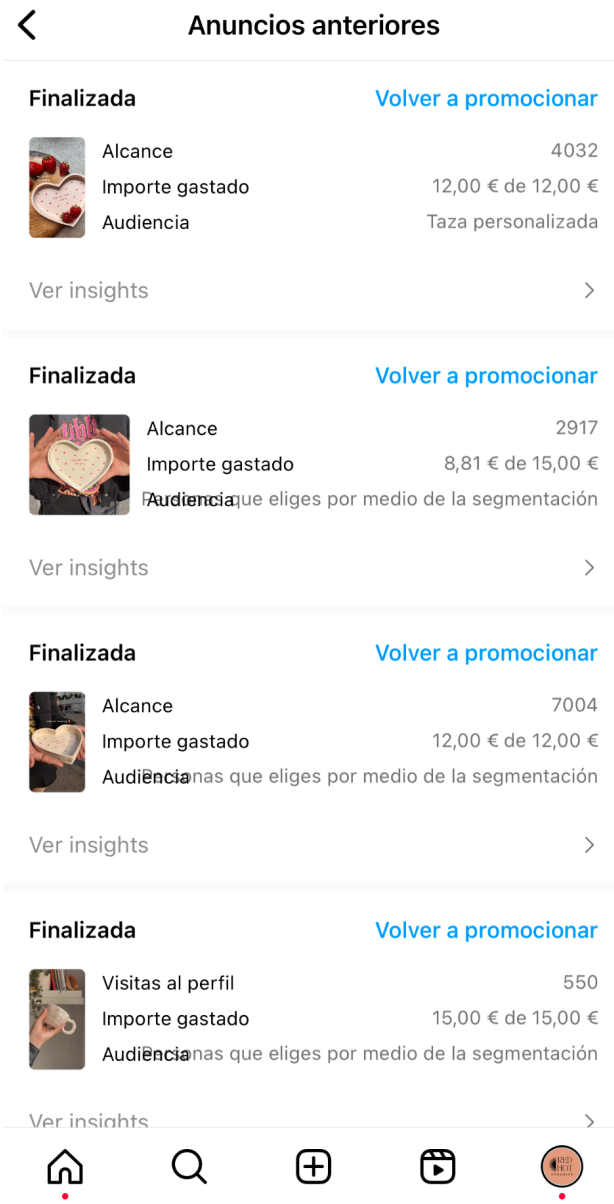 Anuncios anteriores
Finalizada Volver a promocionar
Alcance 4032
Importe gastado 12,00 € de 12,00 €
Audiencia Taza personalizada
Ver insights
Finalizada Volver a promocionar
Alcance 2917
Importe gastado 8,81 € de 15,00 €
Audiencia Personas que eliges por medio de la segmentación
Ver insights
Finalizada Volver a promocionar
Alcance 7004
Importe gastado 12,00 € de 12,00 €
Audiencia Personas que eliges por medio de la segmentación
Ver insights
Finalizada Volver a promocionar
Visitas al perfil 550
Importe gastado 15,00 € de 15,00 €
Audiencia Personas que eliges por medio de la segmentación
Ver insights
RED
HOT